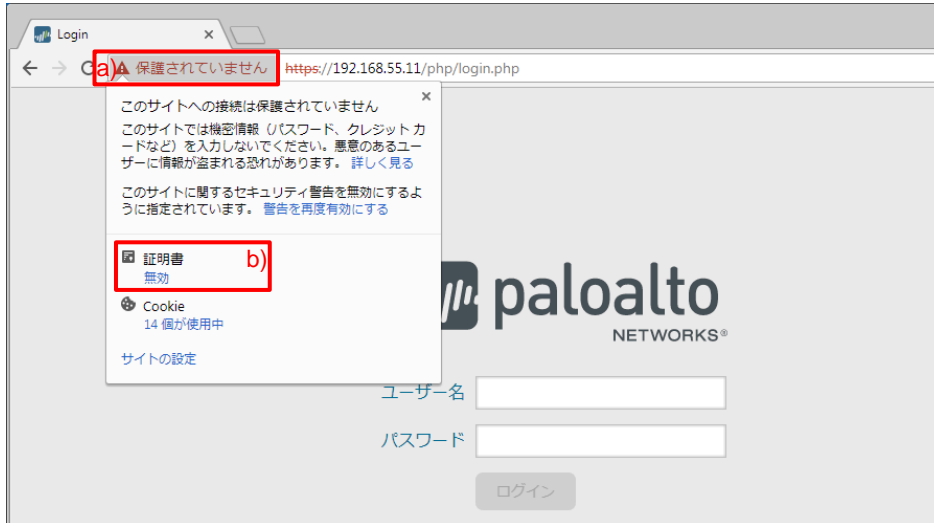 Login
a)
保護されていません
https://192.168.55.11/php/login.php
このサイトへの接続は保護されていません
このサイトでは機密情報（パスワード、クレジット カ
ードなど）を入力しないでください。悪意のあるユー
ザーに情報が盗まれる恐れがあります。 詳しく見る
このサイトに関するセキュリティ警告を無効にするよ
うに指定されています。 警告を再度有効にする
証明書
b)
無効
Cookie
14 個が使用中
サイトの設定
paloalto
NETWORKS®
ユーザー名
パスワード
ログイン